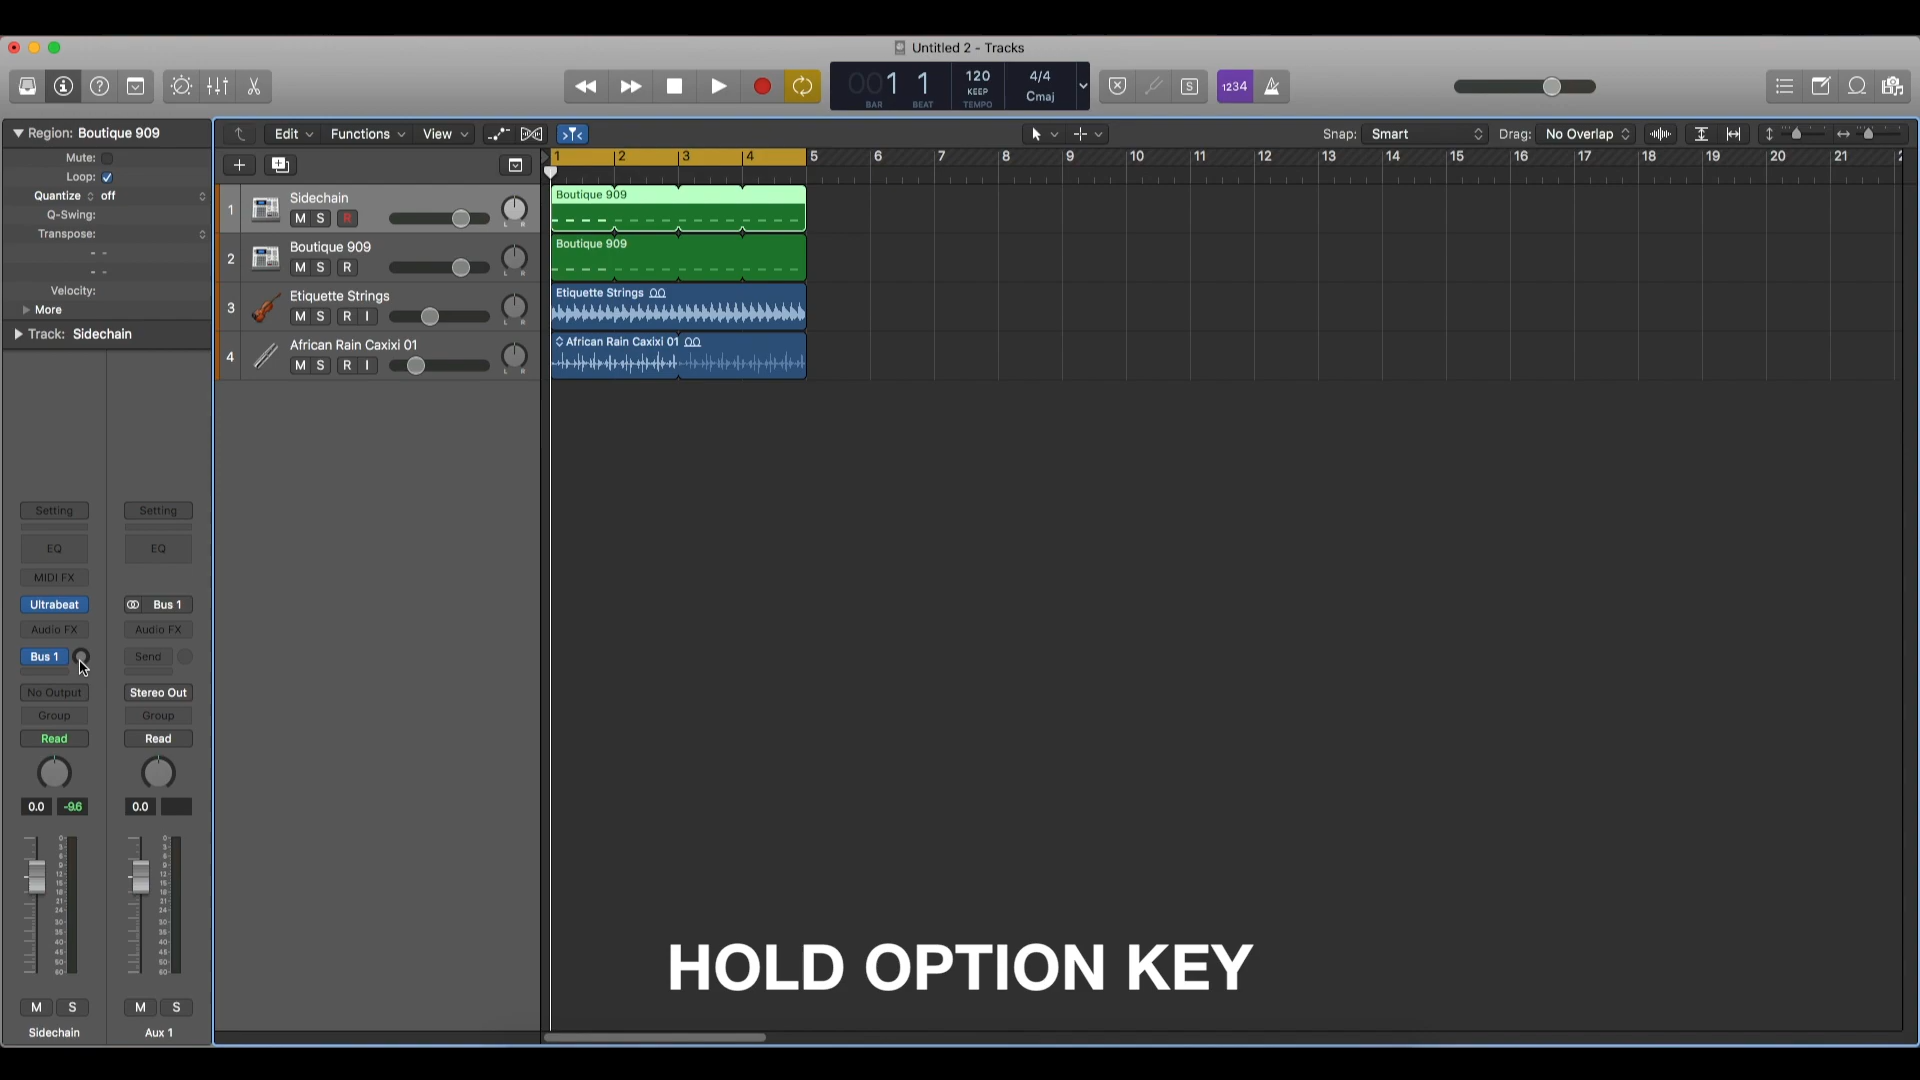 Untitled 2 - Tracks
1 1
BAR BEAT
120
KEEP
TEMPO
4/4
Cmaj
S
1234
Region: Boutique 909
Mute:
Loop:
Quantize off
Q-Swing:
Transpose:
Velocity:
More
Track: Sidechain
Edit Functions View
Snap: Smart Drag: No Overlap
1 2 3 4 5 6 7 8 9 10 11 12 13 14 15 16 17 18 19 20 21
1 Sidechain
M S R
L R
Boutique 909
2 Boutique 909
M S R
L R
Boutique 909
3 Etiquette Strings
M S R I
L R
Etiquette Strings
4 African Rain Caxixi 01
M S R I
L R
African Rain Caxixi 01
Setting Setting
EQ EQ
MIDI FX
Ultrabeat Bus 1
Audio FX Audio FX
Bus 1 Send
No Output Stereo Out
Group Group
Read Read
0.0 -9.6 0.0
HOLD OPTION KEY
M S M S
Sidechain Aux 1